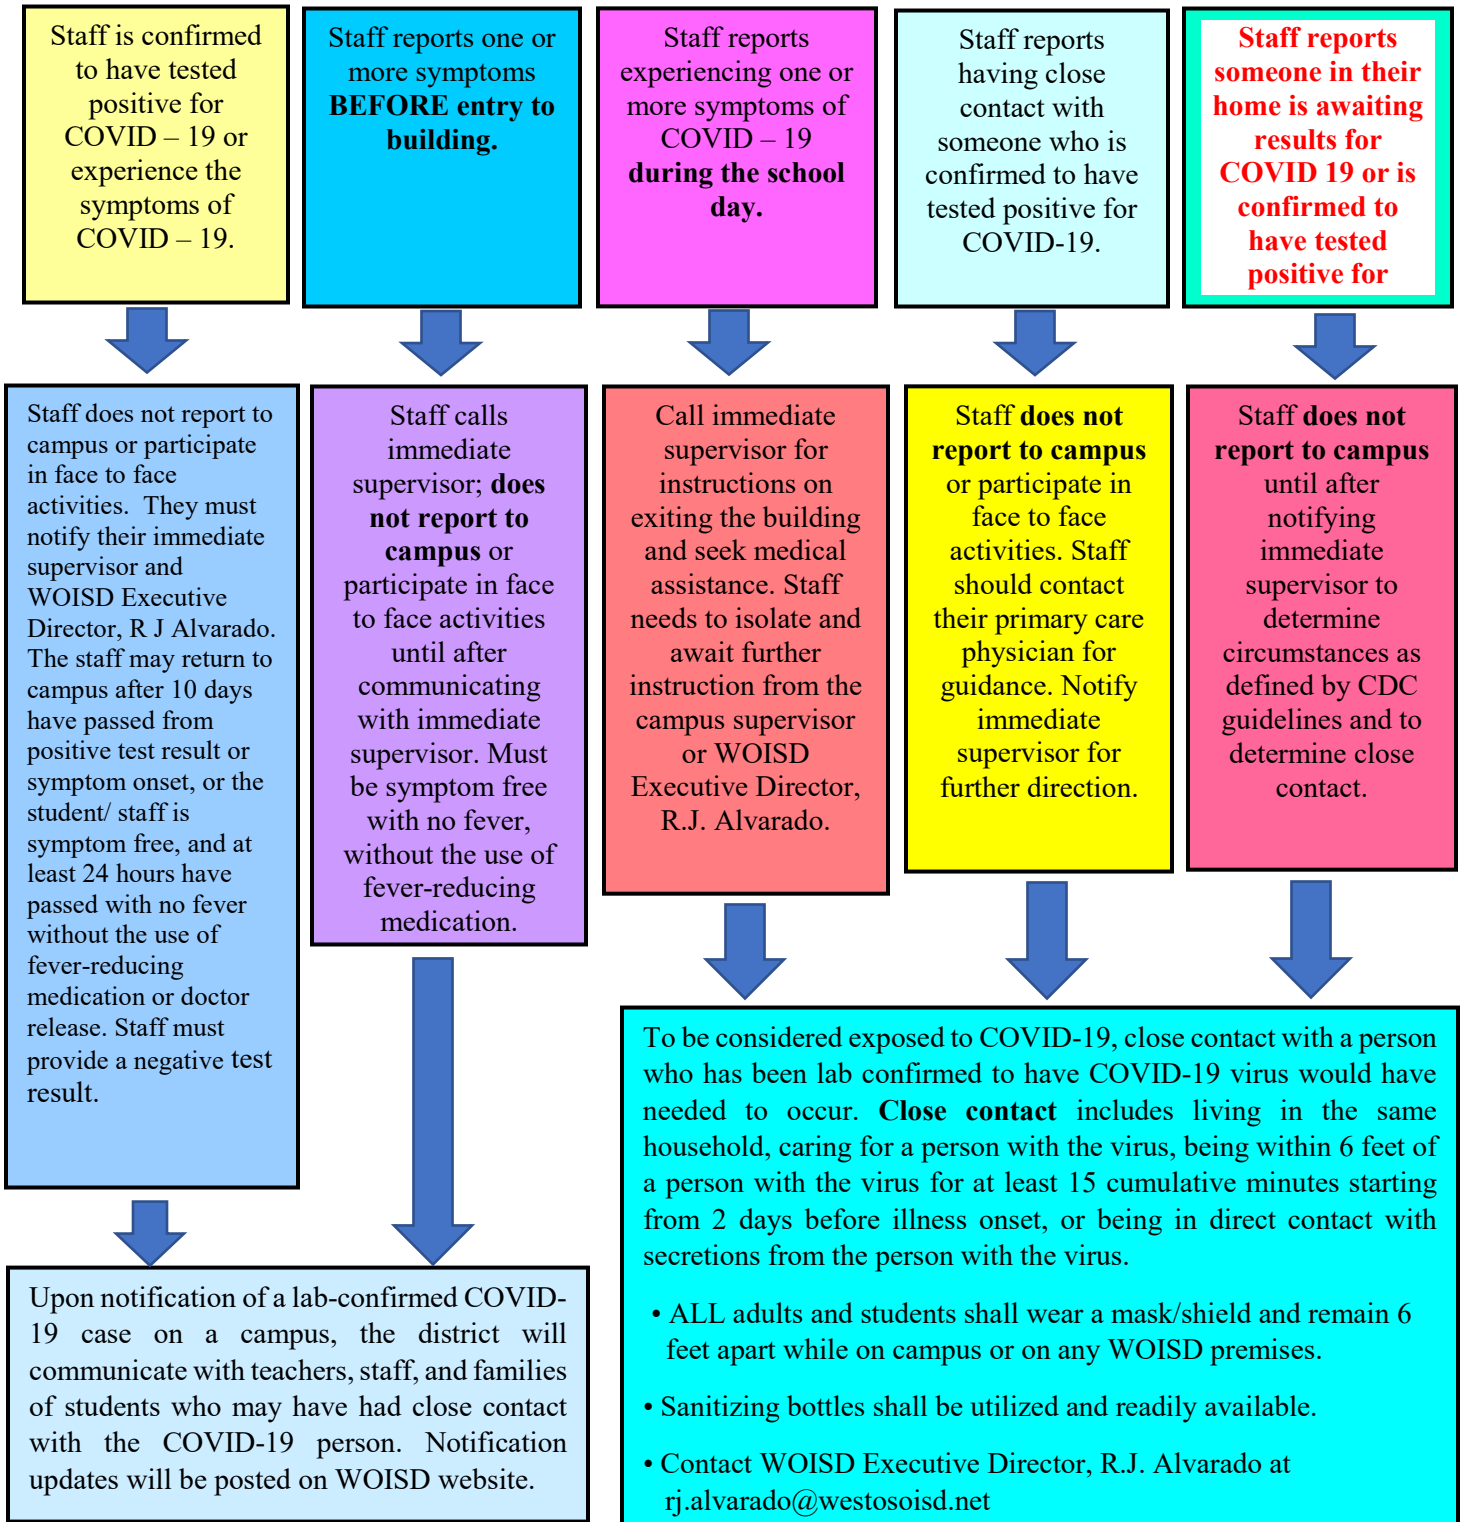 Staff is confirmed
to have tested
positive for
COVID – 19 or
experience the
symptoms of
COVID – 19.
Staff reports one or
more symptoms
BEFORE entry to
building.
Staff reports
experiencing one or
more symptoms of
COVID – 19
during the school
day.
Staff reports
having close
contact with
someone who is
confirmed to have
tested positive for
COVID-19.
Staff reports
someone in their
home is awaiting
results for
COVID 19 or is
confirmed to
have tested
positive for
Staff does not report to
campus or participate
in face to face
activities. They must
notify their immediate
supervisor and
WOISD Executive
Director, R J Alvarado.
The staff may return to
campus after 10 days
have passed from
positive test result or
symptom onset, or the
student/ staff is
symptom free, and at
least 24 hours have
passed with no fever
without the use of
fever-reducing
medication or doctor
release. Staff must
provide a negative test
result.
Staff calls
immediate
supervisor; does
not report to
campus or
participate in face
to face activities
until after
communicating
with immediate
supervisor. Must
be symptom free
with no fever,
without the use of
fever-reducing
medication.
Call immediate
supervisor for
instructions on
exiting the building
and seek medical
assistance. Staff
needs to isolate and
await further
instruction from the
campus supervisor
or WOISD
Executive Director,
R.J. Alvarado.
Staff does not
report to campus
or participate in
face to face
activities. Staff
should contact
their primary care
physician for
guidance. Notify
immediate
supervisor for
further direction.
Staff does not
report to campus
until after
notifying
immediate
supervisor to
determine
circumstances as
defined by CDC
guidelines and to
determine close
contact.
Upon notification of a lab-confirmed COVID-
19 case on a campus, the district will
communicate with teachers, staff, and families
of students who may have had close contact
with the COVID-19 person. Notification
updates will be posted on WOISD website.
To be considered exposed to COVID-19, close contact with a person
who has been lab confirmed to have COVID-19 virus would have
needed to occur. Close contact includes living in the same
household, caring for a person with the virus, being within 6 feet of
a person with the virus for at least 15 cumulative minutes starting
from 2 days before illness onset, or being in direct contact with
secretions from the person with the virus.
• ALL adults and students shall wear a mask/shield and remain 6
feet apart while on campus or on any WOISD premises.
• Sanitizing bottles shall be utilized and readily available.
• Contact WOISD Executive Director, R.J. Alvarado at
rj.alvarado@westosoisd.net